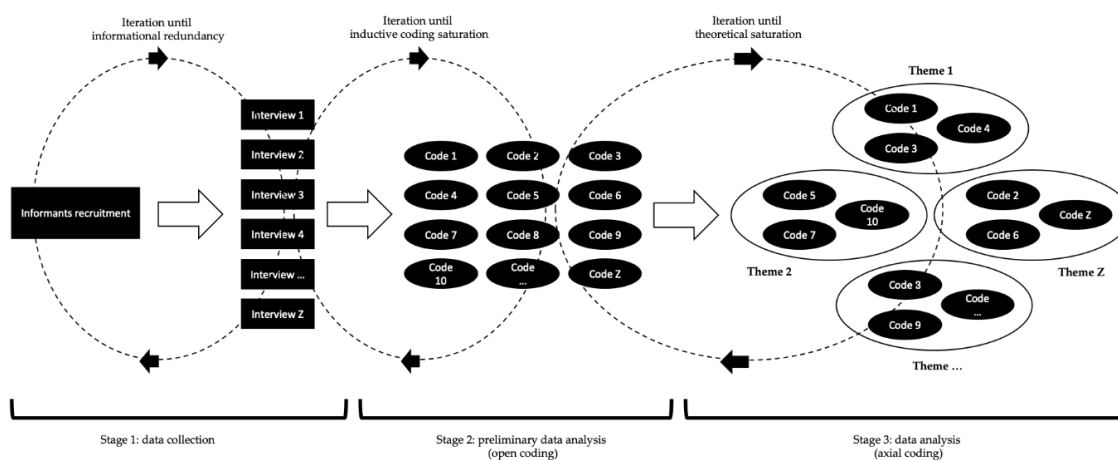 Iteration until
informational redundancy
Iteration until
inductive coding saturation
Iteration until
theoretical saturation
Informants recruitment
Interview 1
Interview 2
Interview 3
Interview 4
Interview ...
Interview Z
Code 1
Code 2
Code 3
Code 4
Code 5
Code 6
Code 7
Code 8
Code 9
Code
10
Code
...
Code Z
Theme 1
Code 1
Code 4
Code 3
Code 5
Code
10
Code 7
Theme 2
Code 2
Code Z
Code 6
Theme Z
Code 3
Code
...
Code 9
Theme ...
Stage 1: data collection
Stage 2: preliminary data analysis
(open coding)
Stage 3: data analysis
(axial coding)